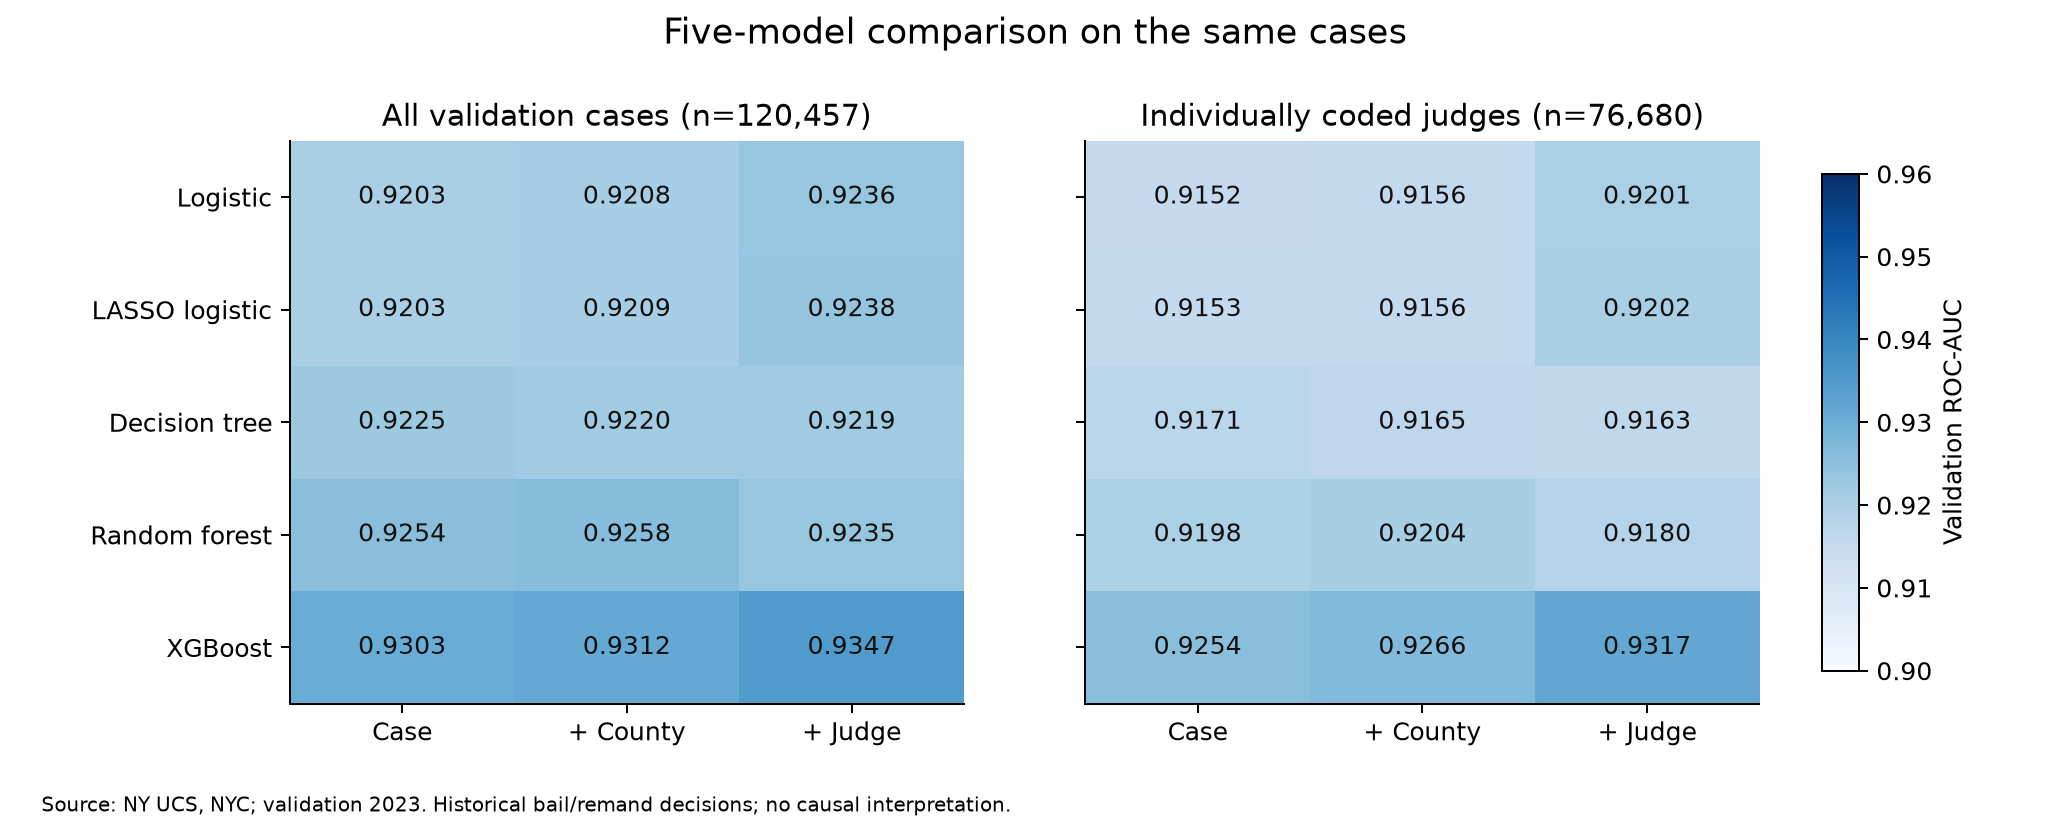 Five-model comparison on the same cases
All validation cases (n=120,457)
Individually coded judges (n=76,680)
Logistic 0.9203 0.9208 0.9236 0.9152 0.9156 0.9201
LASSO logistic 0.9203 0.9209 0.9238 0.9153 0.9156 0.9202
Decision tree 0.9225 0.9220 0.9219 0.9171 0.9165 0.9163
Random forest 0.9254 0.9258 0.9235 0.9198 0.9204 0.9180
XGBoost 0.9303 0.9312 0.9347 0.9254 0.9266 0.9317
Case + County + Judge Case + County + Judge
0.96
0.95
0.94
0.93
0.92
0.91
0.90
Validation ROC-AUC
Source: NY UCS, NYC; validation 2023. Historical bail/remand decisions; no causal interpretation.